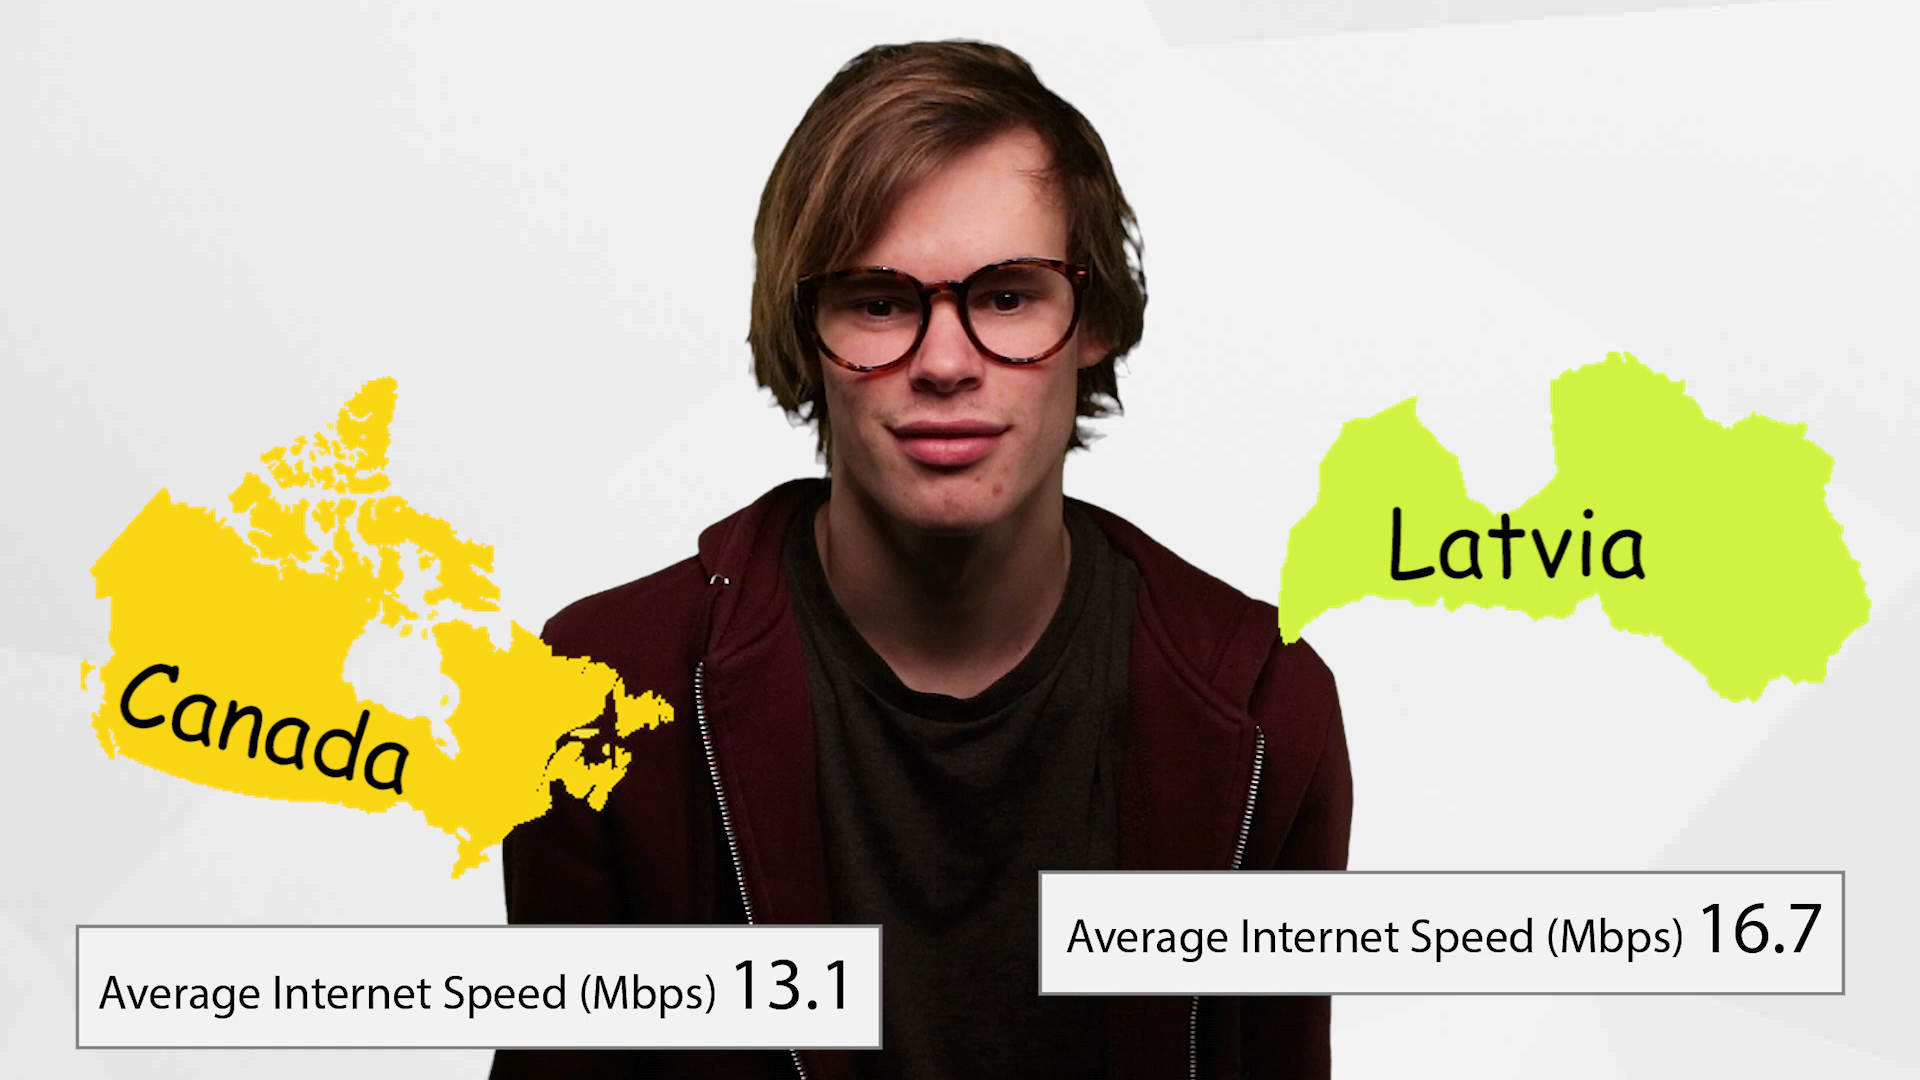 Canada
Average Internet Speed (Mbps) 13.1
Latvia
Average Internet Speed (Mbps) 16.7